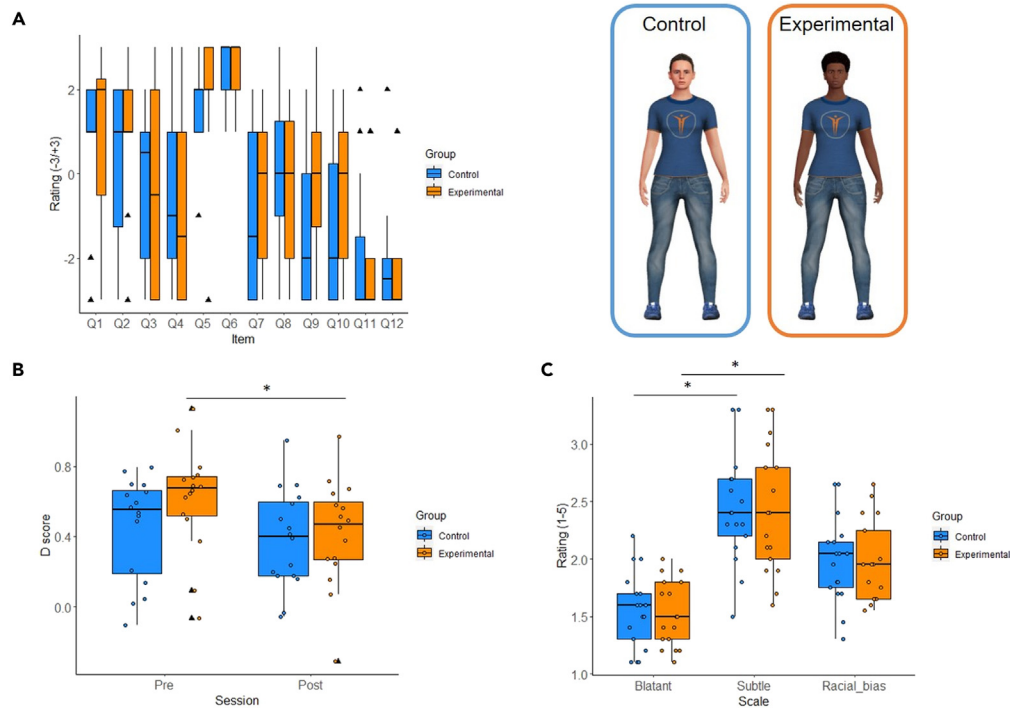 A
Rating (-3/+3)
2
0
-2
Q1 Q2 Q3 Q4 Q5 Q6 Q7 Q8 Q9 Q10 Q11 Q12
Item
Group
Control
Experimental
Control
Experimental
B
*
D score
0.8
0.4
0.0
Pre Post
Session
Group
Control
Experimental
C
*
*
Rating (1-5)
3.0
2.5
2.0
1.5
1.0
Blatant Subtle Racial_bias
Scale
Group
Control
Experimental